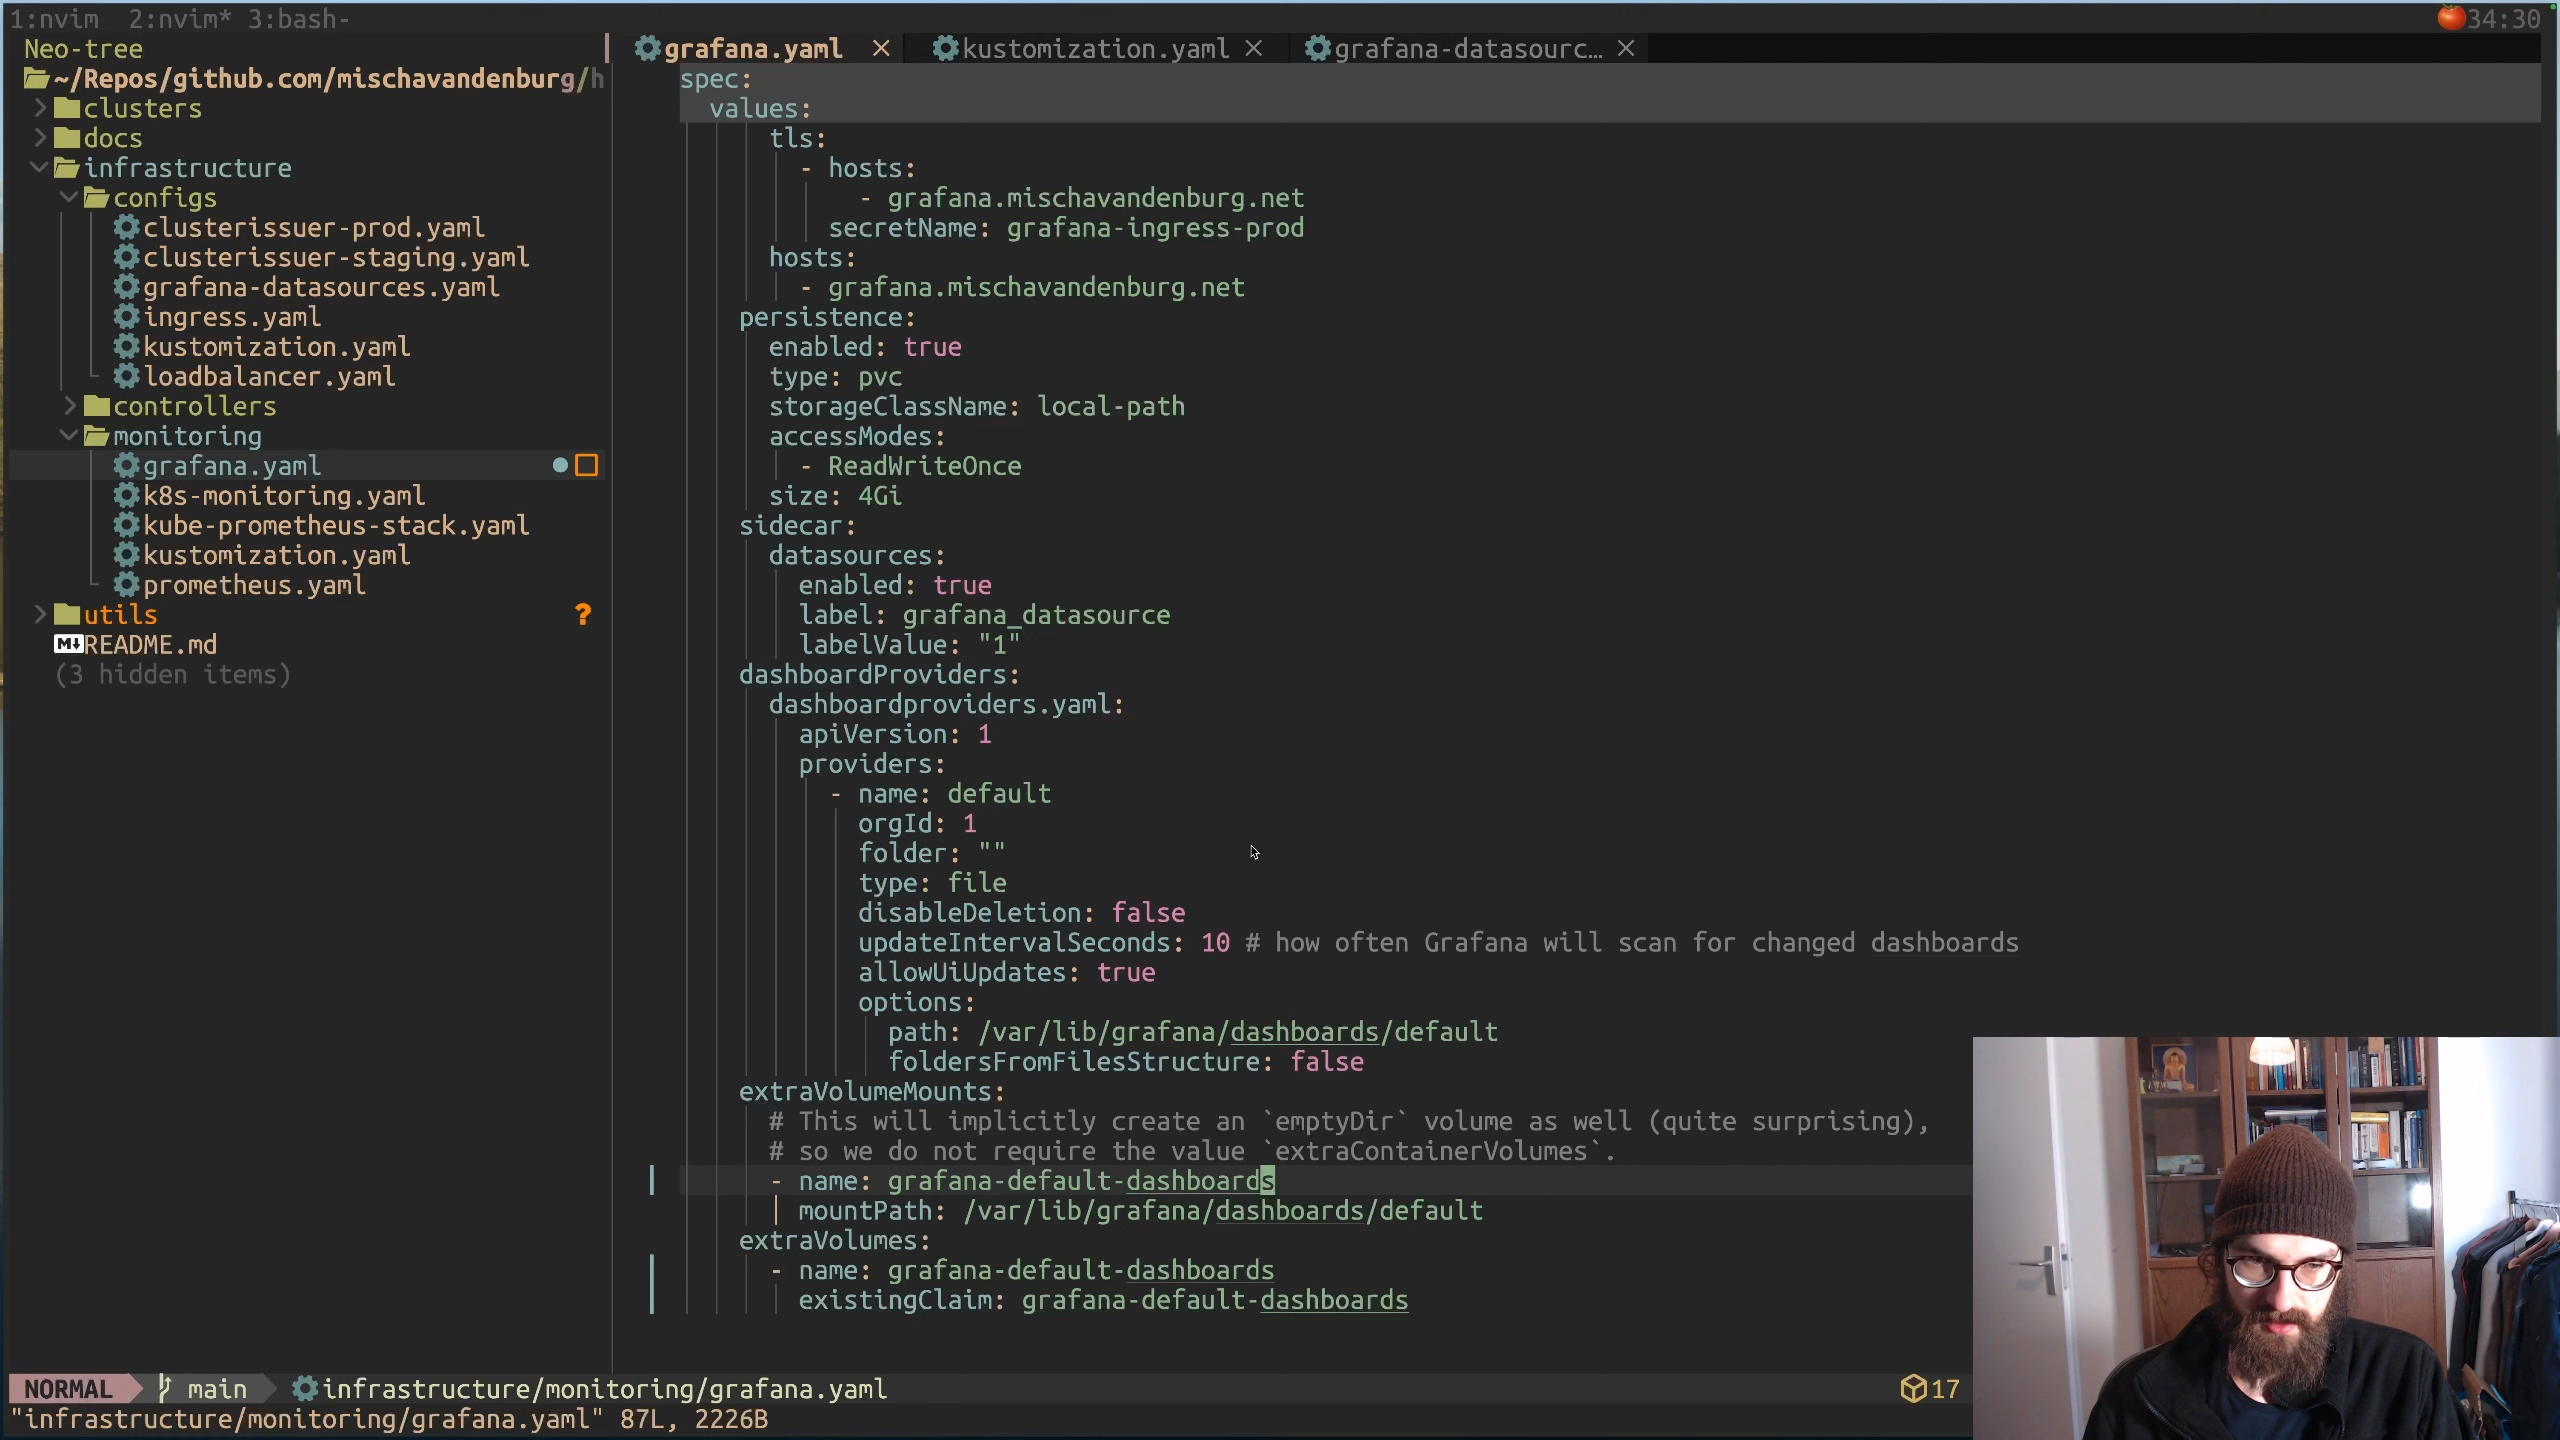 1:nvim  2:nvim* 3:bash-
34:30
Neo-tree
~/Repos/github.com/mischavandenburg/h
clusters
docs
infrastructure
configs
clusterissuer-prod.yaml
clusterissuer-staging.yaml
grafana-datasources.yaml
ingress.yaml
kustomization.yaml
loadbalancer.yaml
controllers
monitoring
grafana.yaml
k8s-monitoring.yaml
kube-prometheus-stack.yaml
kustomization.yaml
prometheus.yaml
utils ?
README.md
(3 hidden items)
grafana.yaml × kustomization.yaml × grafana-datasourc… ×
spec:
  values:
      tls:
        - hosts:
            - grafana.mischavandenburg.net
          secretName: grafana-ingress-prod
      hosts:
        - grafana.mischavandenburg.net
    persistence:
      enabled: true
      type: pvc
      storageClassName: local-path
      accessModes:
        - ReadWriteOnce
      size: 4Gi
    sidecar:
      datasources:
        enabled: true
        label: grafana_datasource
        labelValue: "1"
    dashboardProviders:
      dashboardproviders.yaml:
        apiVersion: 1
        providers:
          - name: default
            orgId: 1
            folder: ""
            type: file
            disableDeletion: false
            updateIntervalSeconds: 10 # how often Grafana will scan for changed dashboards
            allowUiUpdates: true
            options:
              path: /var/lib/grafana/dashboards/default
              foldersFromFilesStructure: false
    extraVolumeMounts:
      # This will implicitly create an `emptyDir` volume as well (quite surprising),
      # so we do not require the value `extraContainerVolumes`.
      - name: grafana-default-dashboards
        mountPath: /var/lib/grafana/dashboards/default
    extraVolumes:
      - name: grafana-default-dashboards
        existingClaim: grafana-default-dashboards
NORMAL main infrastructure/monitoring/grafana.yaml 17
"infrastructure/monitoring/grafana.yaml" 87L, 2226B